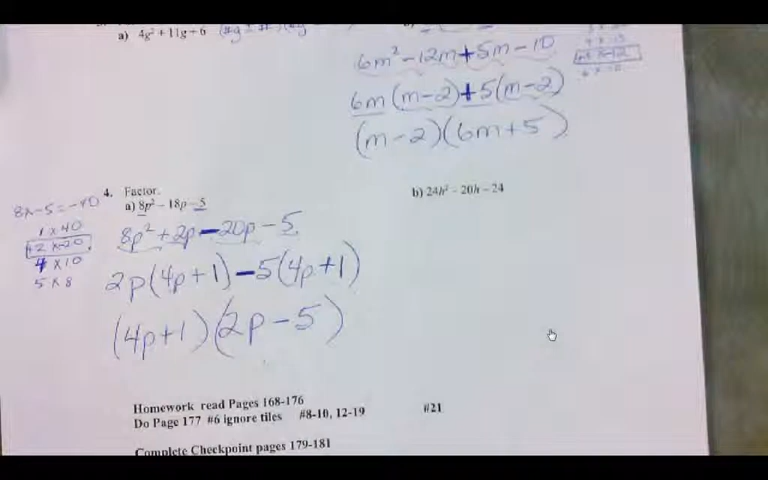 a) 4g² + 11g + 6
6m² - 12m + 5m - 10
6m (m - 2) + 5 (m - 2)
(m - 2) (6m + 5)
4. Factor.
a) 8p² - 18p - 5
b) 24h² - 20h - 24
8x-5 = -40
1 x 40
+2 x -20
4 x 10
5 x 8
8p² + 2p - 20p - 5
2p (4p + 1) - 5 (4p + 1)
(4p + 1) (2p - 5)
Homework read Pages 168-176
Do Page 177 #6 ignore tiles #8-10, 12-19 #21
Complete Checkpoint pages 179-181